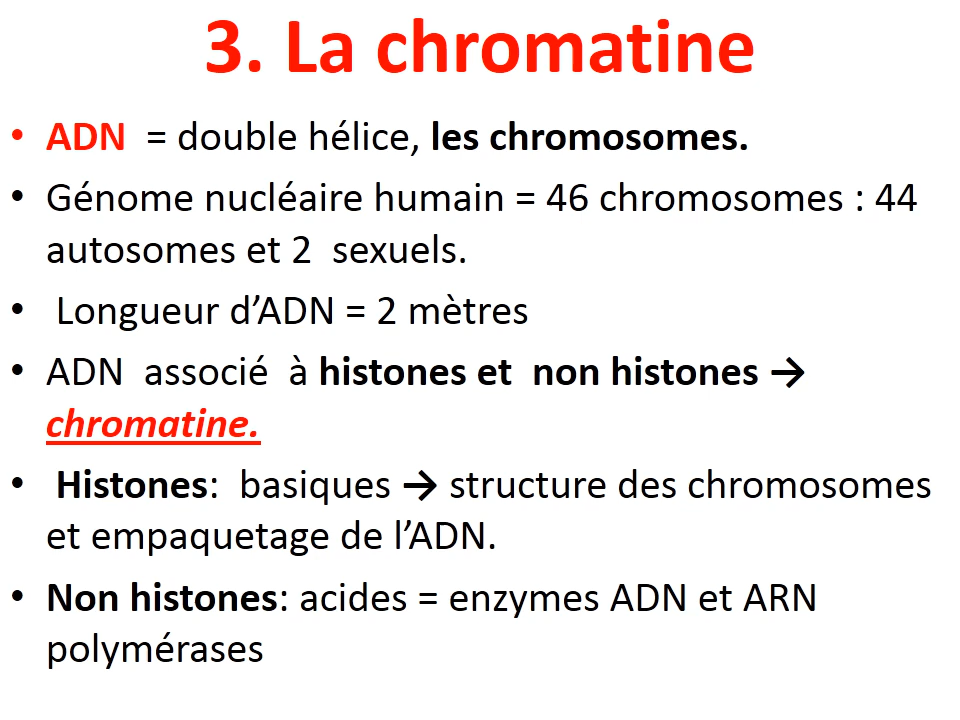 3. La chromatine
• ADN = double hélice, les chromosomes.
• Génome nucléaire humain = 46 chromosomes : 44
autosomes et 2 sexuels.
• Longueur d’ADN = 2 mètres
• ADN associé à histones et non histones →
chromatine.
• Histones: basiques → structure des chromosomes
et empaquetage de l’ADN.
• Non histones: acides = enzymes ADN et ARN
polymérases